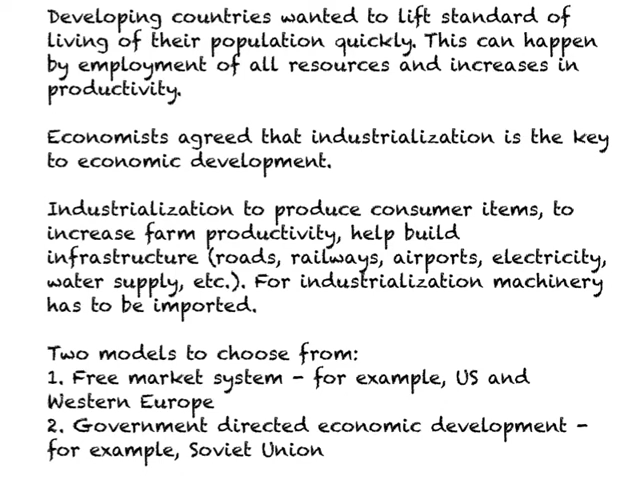 Developing countries wanted to lift standard of
living of their population quickly. This can happen
by employment of all resources and increases in
productivity.
Economists agreed that industrialization is the key
to economic development.
Industrialization to produce consumer items, to
increase farm productivity, help build
infrastructure (roads, railways, airports, electricity,
water supply, etc.). For industrialization machinery
has to be imported.
Two models to choose from:
1. Free market system - for example, US and
Western Europe
2. Government directed economic development -
for example, Soviet Union